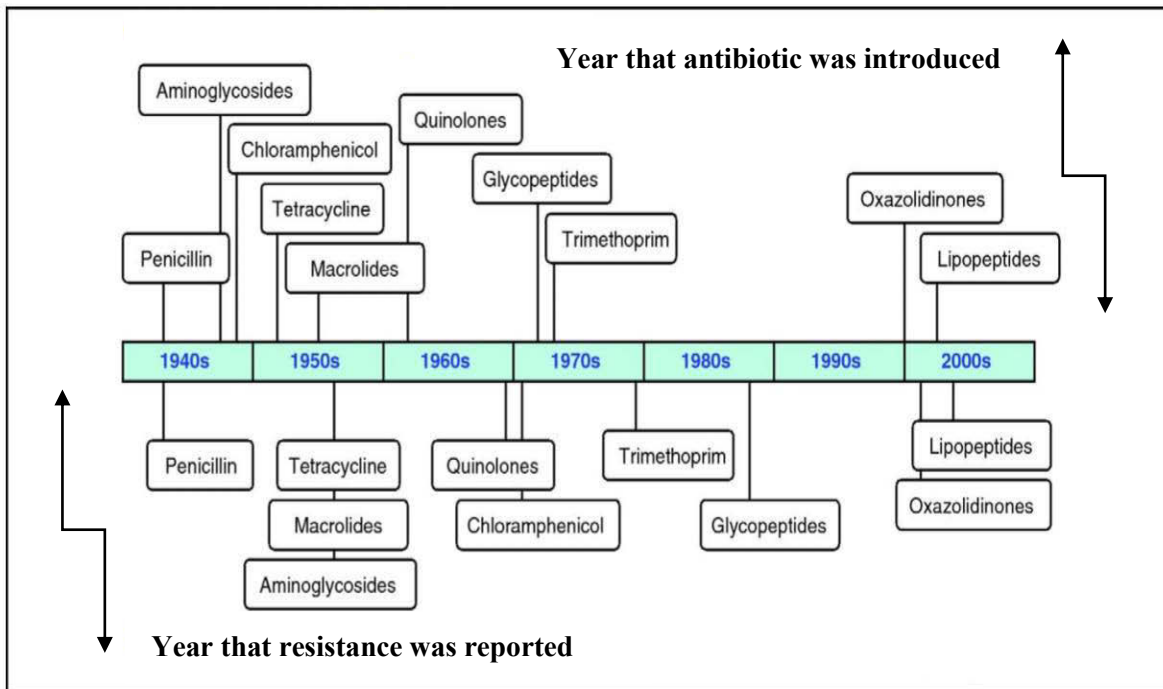 Year that antibiotic was introduced
Aminoglycosides
Quinolones
Chloramphenicol
Glycopeptides
Oxazolidinones
Tetracycline
Trimethoprim
Penicillin
Macrolides
Lipopeptides
1940s 1950s 1960s 1970s 1980s 1990s 2000s
Penicillin
Tetracycline
Quinolones
Trimethoprim
Lipopeptides
Macrolides
Chloramphenicol
Glycopeptides
Oxazolidinones
Aminoglycosides
Year that resistance was reported